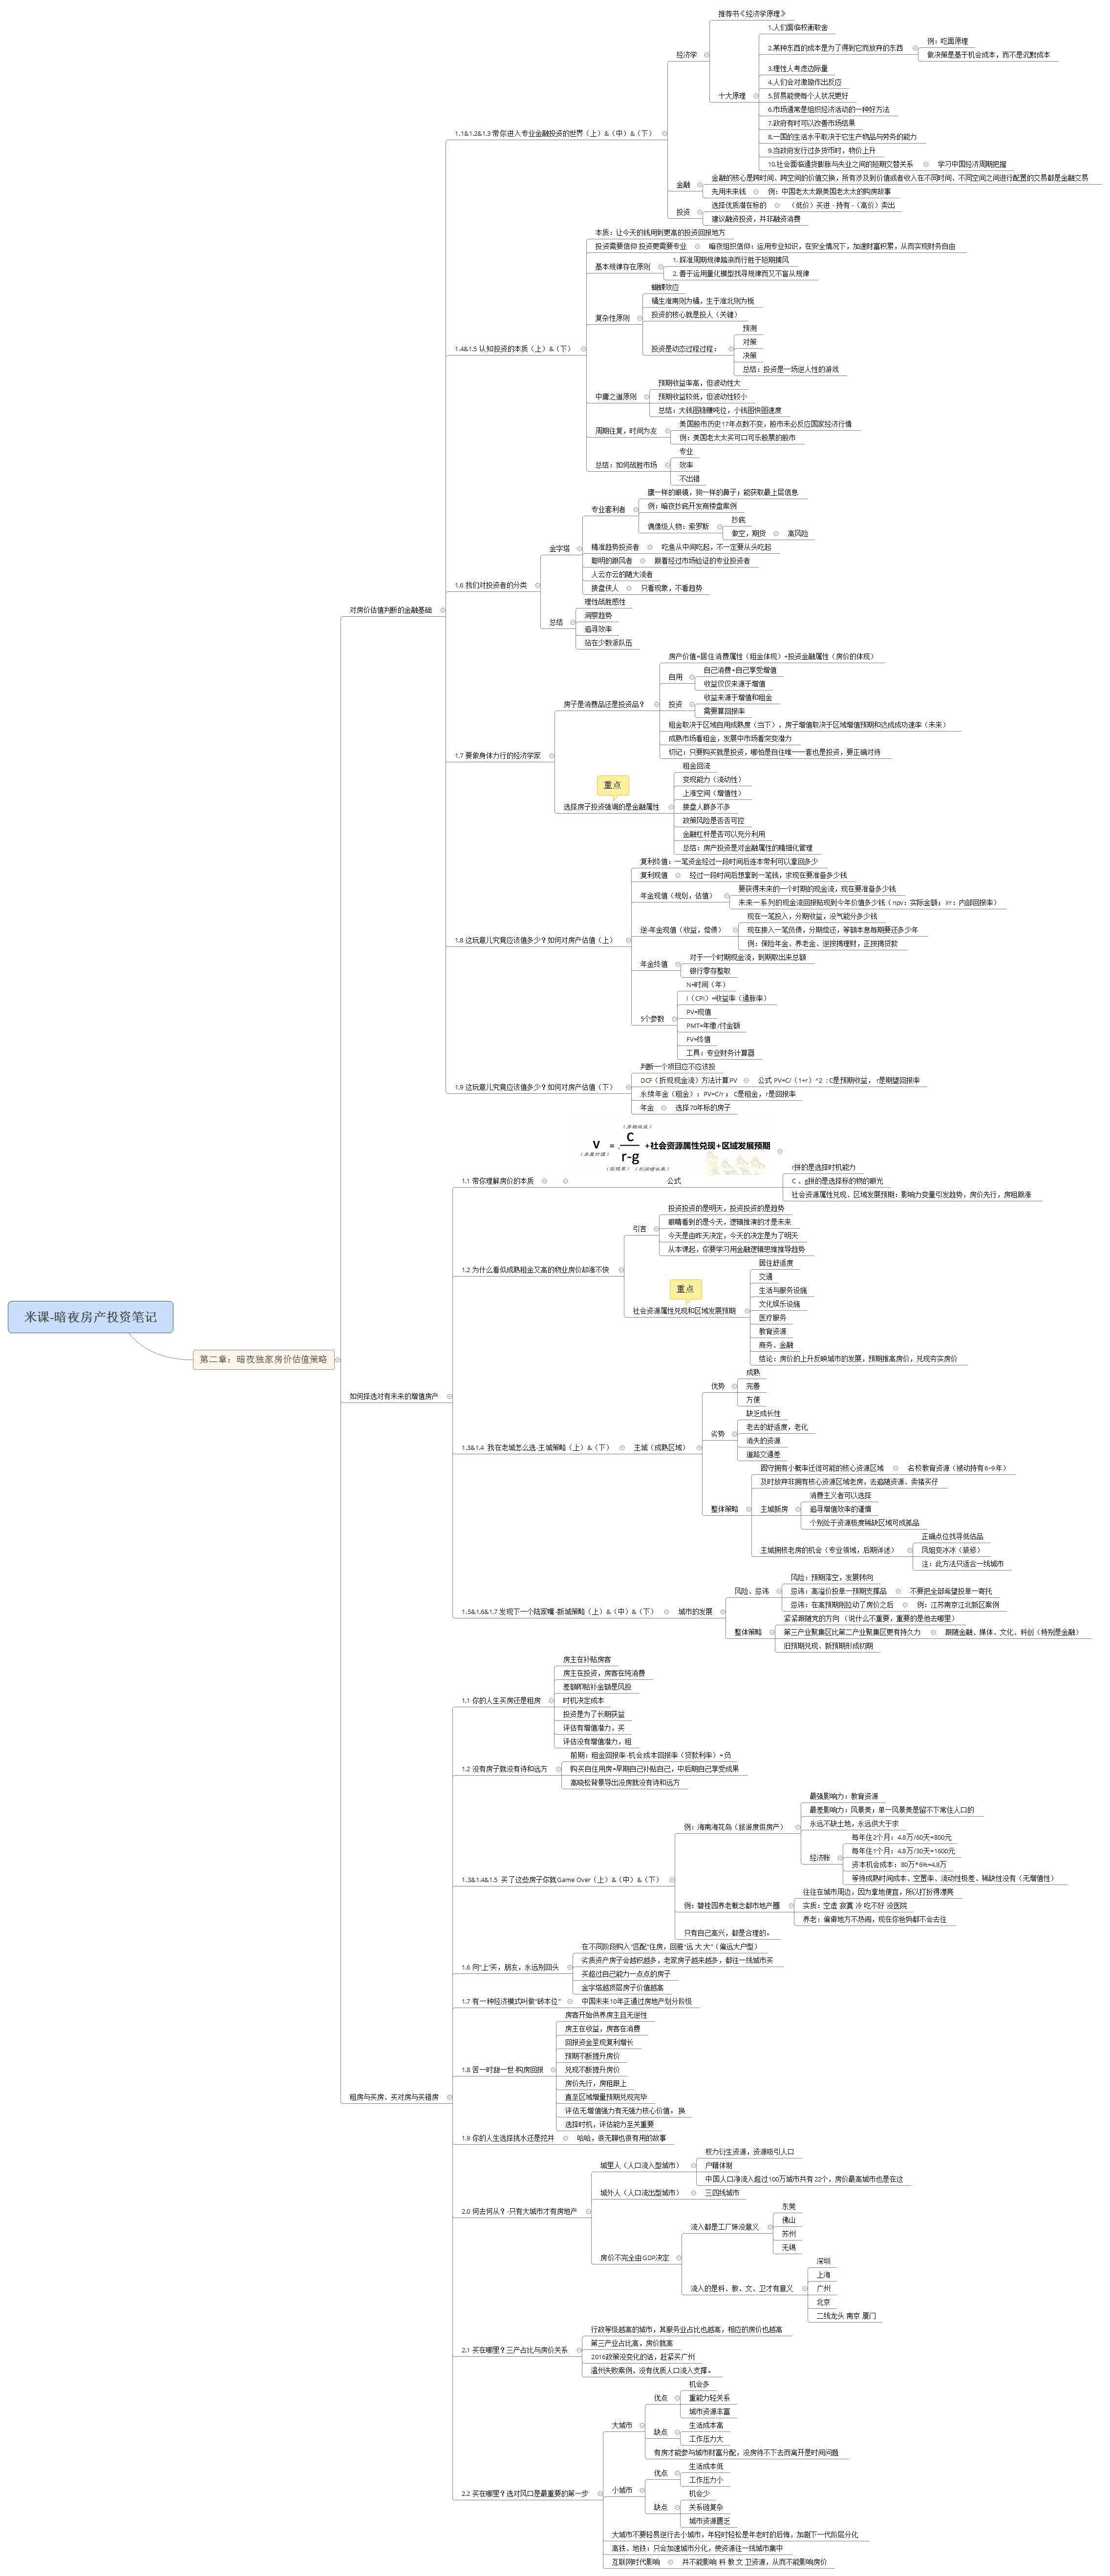 米课-暗夜房产投资笔记
第二章：暗夜独家房价估值策略
对房价估值判断的金融基础
1.1&1.2&1.3 带你进入专业金融投资的世界（上）&（中）&（下）
经济学
推荐书《经济学原理》
十大原理
1.人们面临权衡取舍
2.某种东西的成本是为了得到它而放弃的东西
例：吃面原理
做决策是基于机会成本，而不是沉默成本
3.理性人考虑边际量
4.人们会对激励作出反应
5.贸易能使每个人状况更好
6.市场通常是组织经济活动的一种好方法
7.政府有时可以改善市场结果
8.一国的生活水平取决于它生产物品与劳务的能力
9.当政府发行过多货币时，物价上升
10.社会面临通货膨胀与失业之间的短期交替关系
学习中国经济周期把握
金融
金融的核心是跨时间、跨空间的价值交换，所有涉及到价值或者收入在不同时间、不同空间之间进行配置的交易都是金融交易
先用未来钱
例：中国老太太跟美国老太太的购房故事
投资
选择优质潜在标的
（低价）买进 - 持有 -（高价）卖出
建议融资投资，并非融资消费
1.4&1.5 认知投资的本质（上）&（下）
本质：让今天的钱用到更高的投资回报地方
投资需要信仰 投资更需要专业
暗夜组织信仰：运用专业知识，在安全情况下，加速财富积累，从而实现财务自由
基本规律存在原则
1. 踩准周期规律踏浪而行胜于短期捕风
2. 善于运用量化模型找寻规律而又不盲从规律
复杂性原则
蝴蝶效应
橘生淮南则为橘，生于淮北则为枳
投资的核心就是投人（关键）
投资是动态过程过程：
预测
对策
决策
总结：投资是一场逆人性的游戏
中庸之道原则
预期收益率高，但波动性大
预期收益较低，但波动性较小
总结：大钱图稳赚吨位，小钱图快图速度
周期往复，时间为友
美国股市历史17年点数不变，股市未必反应国家经济行情
例：美国老太太买可口可乐股票的股市
总结：如何战胜市场
专业
效率
不出错
1.6 我们对投资者的分类
金字塔
专业套利者
鹰一样的眼镜，狗一样的鼻子；能获取最上层信息
例：暗夜抄底开发商楼盘案例
偶像级人物：索罗斯
抄底
做空，期货
高风险
精准趋势投资者
吃鱼从中间吃起，不一定要从头吃起
聪明的跟风者
跟着经过市场验证的专业投资者
人云亦云的随大流者
接盘侠人
只看现象，不看趋势
总结
理性战胜感性
洞察趋势
追寻效率
站在少数派队伍
1.7 要做身体力行的经济学家
房子是消费品还是投资品？
房产价值=居住消费属性（租金体现）+投资金融属性（房价的体现）
自用
自己消费+自己享受增值
收益仅仅来源于增值
投资
收益来源于增值和租金
需要算回报率
租金取决于区域自用成熟度（当下），房子增值取决于区域增值预期和达成成功速率（未来）
成熟市场看租金，发展中市场看突变潜力
切记：只要购买就是投资，哪怕是自住唯一一套也是投资，要正确对待
重点
选择房子投资强调的是金融属性
租金回流
变现能力（流动性）
上涨空间（增值性）
接盘人群多不多
政策风险是否否可控
金融杠杆是否可以充分利用
总结：房产投资是对金融属性的精细化管理
1.8 这玩意儿究竟应该值多少？如何对房产估值（上）
复利终值：一笔资金经过一段时间后连本带利可以拿回多少
复利现值
经过一段时间后想拿到一笔钱，求现在要准备多少钱
年金现值（规划，估值）
要获得未来的一个时期的现金流，现在要准备多少钱
未来一系列的现金流回报贴现到今年价值多少钱（npv：实际金额；irr：内部回报率）
逆·年金现值（收益，偿债）
现在一笔投入，分期收益，没气能分多少钱
现在接入一笔负债，分期偿还，等额本息每期要还多少年
例：保险年金、养老金、逆按揭理财，正按揭贷款
年金终值
对于一个时期现金流，到期取出来总额
银行零存整取
5个参数
N=时间（年）
I（CPI）=收益率（通胀率）
PV=现值
PMT=年缴/付金额
FV=终值
工具：专业财务计算器
1.9 这玩意儿究竟应该值多少？如何对房产估值（下）
判断一个项目应不应该投
DCF（折现现金流）方法计算PV
公式 PV=C/（1+r）^2 ；C是预期收益， r是期望回报率
永续年金（租金）：PV=C/r； C是租金，r是回报率
年金
选择70年标的房子
如何择选对有未来的增值房产
1.1 带你理解房价的本质
V = C/r-g +社会资源属性兑现+区域发展预期
公式
r拼的是选择时机能力
C 、g拼的是选择标的物的眼光
社会资源属性兑现、区域发展预期：影响力变量引发趋势，房价先行，房租跟涨
1.2 为什么看似成熟租金又高的物业房价却涨不快
引言
投资投资的是明天，投资投资的是趋势
眼睛看到的是今天，逻辑推演的才是未来
今天是由昨天决定，今天的决定是为了明天
从本课起，你要学习用金融逻辑思维推导趋势
重点
社会资源属性兑现和区域发展预期
居住舒适度
交通
生活与服务设施
文化娱乐设施
医疗服务
教育资源
商务、金融
结论：房价的上升反映城市的发展，预期推高房价，兑现夯实房价
1.3&1.4 我在老城怎么选-主城策略（上）&（下）
主城（成熟区域）
优势
成熟
完善
方便
劣势
缺乏成长性
老去的舒适度，老化
消失的资源
道路交通差
整体策略
固守拥有小概率迁徙可能的核心资源区域
名校教育资源（被动持有6~9年）
及时放弃非拥有核心资源区域老房，去追随资源、卖猪买仔
主城新房
消费主义者可以选择
追寻增值效率的谨慎
个别处于资源极度稀缺区域可成孤品
主城拥核老房的机会（专业领域，后期详述）
正确点位找寻低估品
凤姐变冰冰（装修）
注：此方法只适合一线城市
1.5&1.6&1.7 发现下一个陆家嘴-新城策略（上）&（中）&（下）
城市的发展
风险、忌讳
风险：预期落空，发展转向
忌讳：高溢价投单一预期支撑品
不要把全部希望投单一寄托
忌讳：在高预期刚拉动了房价之后
例：江苏南京江北新区案例
整体策略
紧紧跟随党的方向 （说什么不重要，重要的是他去哪里）
第三产业聚集区比第二产业聚集区更有持久力
跟随金融、媒体、文化、科创（特别是金融）
旧预期兑现、新预期形成初期
租房与买房、买对房与买错房
1.1 你的人生买房还是租房
房主在补贴房客
房主在投资，房客在纯消费
差额即贴补金额是风投
时机决定成本
投资是为了长期获益
评估有增值潜力，买
评估没有增值潜力，租
1.2 没有房子就没有诗和远方
前期：租金回报率-机会成本回报率（贷款利率）=负
购买自住用房=早期自己补贴自己，中后期自己享受成果
高晓松背景导出没房就没有诗和远方
1.3&1.4&1.5 买了这些房子你就Game Over（上）&（中）&（下）
例：海南海花岛（旅游度假房产）
最强影响力：教育资源
最差影响力：风景美，单一风景美是留不下常住人口的
永远不缺土地，永远供大于求
经济账
每年住2个月：4.8万/60天=800元
每年住1个月：4.8万/30天=1600元
资本机会成本：80万*6%=4.8万
等待成熟时间成本、空置率、流动性极差、稀缺性没有（无增值性）
例：碧桂园养老概念都市地产圈
往往在城市周边，因为拿地便宜，所以打扮得漂亮
实质：空虚 寂寞 冷 吃不好 没医院
养老：偏僻地方不热闹，现在你爸妈都不会去住
只有自己高兴，都是合理的。
1.6 向“上”买，朋友，永远别回头
在不同阶段购入“匹配”住房，回避“远 大 大”（偏远大户型）
劣质资产房子会越积越多，老家房子越来越多，都往一线城市买
买超过自己能力一点点的房子
金字塔越顶层房子价值越高
1.7 有一种经济模式叫做“砖本位”
中国未来10年正通过房地产划分阶级
1.8 苦一时甜一世-购房回报
房客开始供养房主且无逆性
房主在收益，房客在消费
回报资金呈现复利增长
预期不断提升房价
兑现不断提升房价
房价先行，房租跟上
直至区域增量预期兑现完毕
评估无增值强力有无强力核心价值。 换
选择时机，评估能力至关重要
1.9 你的人生选择挑水还是挖井
哈哈，很无聊也很有用的故事
2.0 何去何从？-只有大城市才有房地产
城里人（人口流入型城市）
权力衍生资源，资源吸引人口
户籍体制
中国人口净流入超过100万城市共有22个，房价最高城市也是在这
城外人（人口流出型城市）
三四线城市
房价不完全由GDP决定
流入都是工厂妹没意义
东莞
佛山
苏州
无锡
流入的是科、教、文、卫才有意义
深圳
上海
广州
北京
二线龙头 南京 厦门
2.1 买在哪里？三产占比与房价关系
行政等级越高的城市，其服务业占比也越高，相应的房价也越高
第三产业占比高，房价就高
2016政策没变化的话，赶紧买广州
温州失败案例，没有优质人口流入支撑。
2.2 买在哪里？选对风口是最重要的第一步
大城市
优点
机会多
重能力轻关系
城市资源丰富
缺点
生活成本高
工作压力大
有房才能参与城市财富分配，没房待不下去而离开是时间问题
小城市
优点
生活成本低
工作压力小
缺点
机会少
关系链复杂
城市资源匮乏
大城市不要轻易逆行去小城市，年轻时轻松是年老时的后悔，加剧下一代阶层分化
高铁、地铁：只会加速城市分化，使资源往一线城市集中
互联网时代影响
并不能影响 科 教 文 卫资源，从而不能影响房价